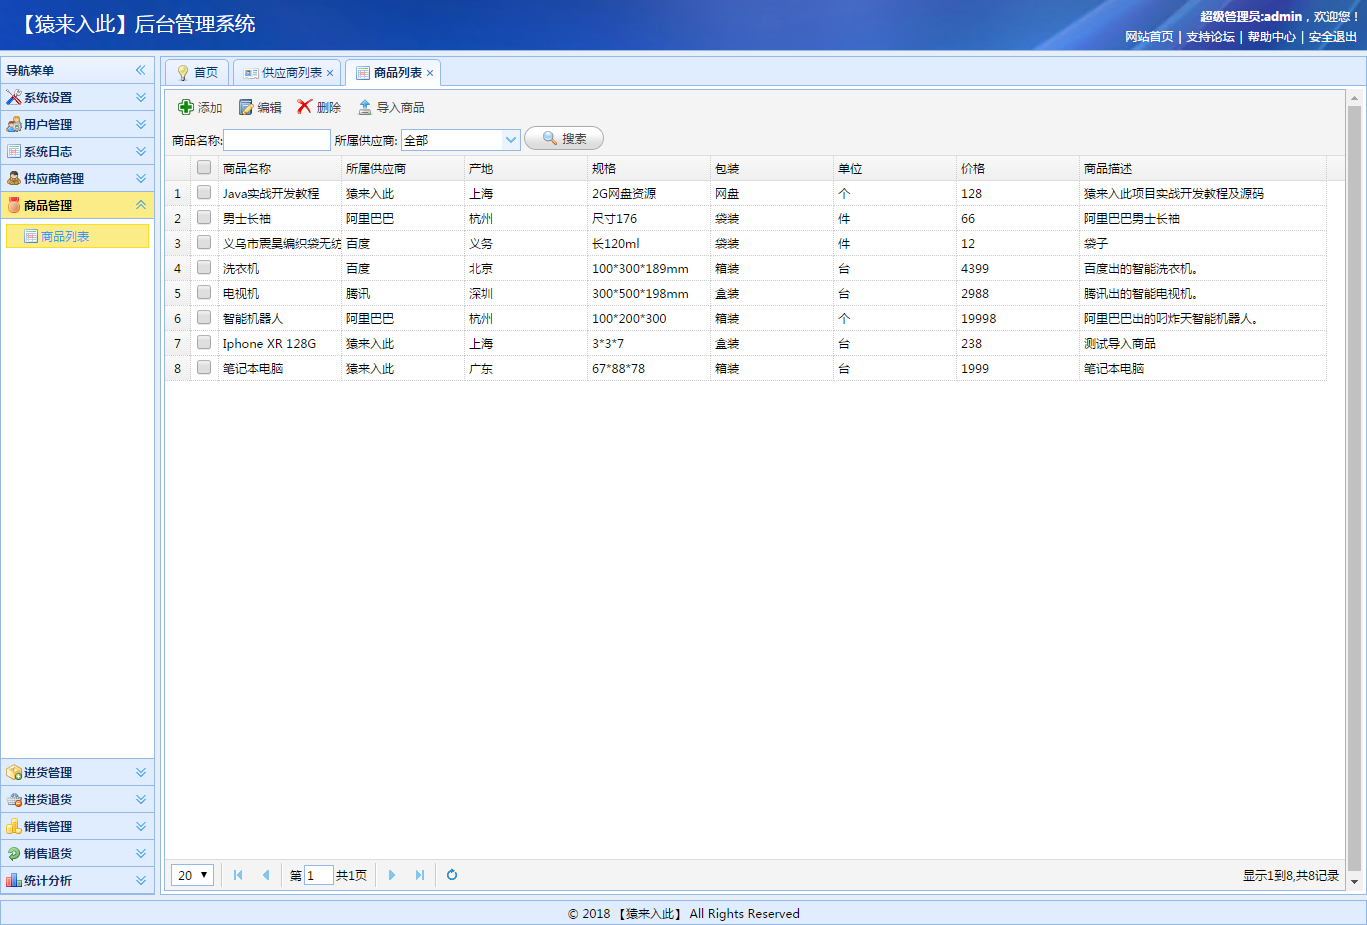 【猿来入此】后台管理系统
超级管理员:admin，欢迎您！
网站首页 | 支持论坛 | 帮助中心 | 安全退出
导航菜单
系统设置
用户管理
系统日志
供应商管理
商品管理
商品列表
进货管理
进货退货
销售管理
销售退货
统计分析
首页 供应商列表 商品列表
添加 编辑 删除 导入商品
商品名称: 所属供应商: 全部 搜索
商品名称 所属供应商 产地 规格 包装 单位 价格 商品描述
1 Java实战开发教程 猿来入此 上海 2G网盘资源 网盘 个 128 猿来入此项目实战开发教程及源码
2 男士长袖 阿里巴巴 杭州 尺寸176 袋装 件 66 阿里巴巴男士长袖
3 义乌市震昊编织袋无纺 百度 义务 长120ml 袋装 件 12 袋子
4 洗衣机 百度 北京 100*300*189mm 箱装 台 4399 百度出的智能洗衣机。
5 电视机 腾讯 深圳 300*500*198mm 盒装 台 2988 腾讯出的智能电视机。
6 智能机器人 阿里巴巴 杭州 100*200*300 箱装 个 19998 阿里巴巴出的叼炸天智能机器人。
7 Iphone XR 128G 猿来入此 上海 3*3*7 盒装 台 238 测试导入商品
8 笔记本电脑 猿来入此 广东 67*88*78 箱装 台 1999 笔记本电脑
20 第 1 共1页 显示1到8,共8记录
© 2018 【猿来入此】 All Rights Reserved